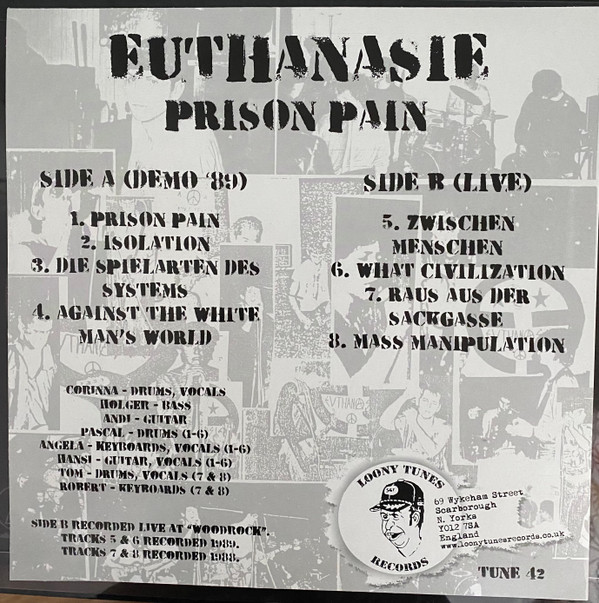 EUTHANASIE
PRISON PAIN
SIDE A (DEMO '89)
1. PRISON PAIN
2. ISOLATION
3. DIE SPIELARTEN DES
SYSTEMS
4. AGAINST THE WHITE
MAN'S WORLD
SIDE B (LIVE)
5. ZWISCHEN
MENSCHEN
6. WHAT CIVILIZATION
7. RAUS AUS DER
SACKGASSE
8. MASS MANIPULATION
CORINNA - DRUMS, VOCALS
HOLGER - BASS
ANDI - GUITAR
PASCAL - DRUMS (1-6)
ANGELA - KEYBOARDS, VOCALS (1-6)
HANSI - GUITAR, VOCALS (1-6)
TOM - DRUMS, VOCALS (7 & 8)
ROBERT - KEYBOARDS (7 & 8)
SIDE B RECORDED LIVE AT "WOODROCK".
TRACKS 5 & 6 RECORDED 1989.
TRACKS 7 & 8 RECORDED 1988.
LOONY TUNES
RECORDS
69 Wykeham Street
Scarborough
N. Yorks
YO12 7SA
England
www.loonytunesrecords.co.uk
TUNE 42